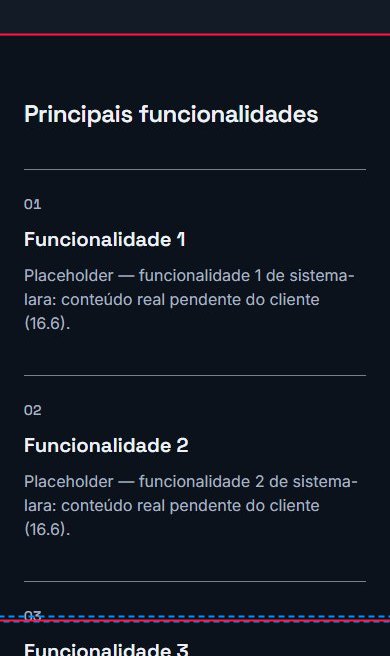 Principais funcionalidades
01
Funcionalidade 1
Placeholder — funcionalidade 1 de sistema-
lara: conteúdo real pendente do cliente
(16.6).
02
Funcionalidade 2
Placeholder — funcionalidade 2 de sistema-
lara: conteúdo real pendente do cliente
(16.6).
03
Funcionalidade 3